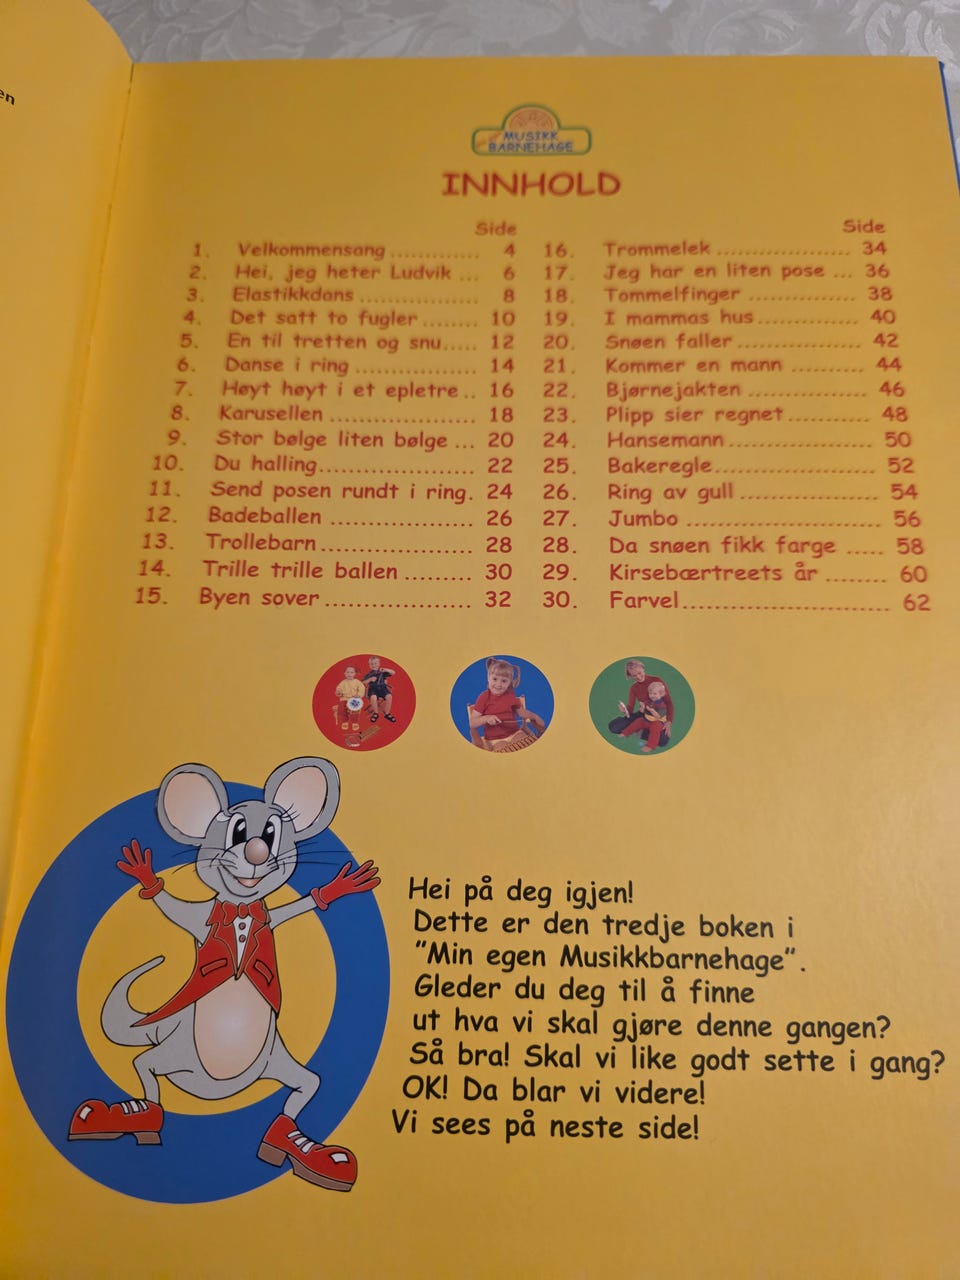 en
MUSIKK
BARNEHAGE
INNHOLD
Side
1. Velkommensang .............. 4
2. Hei, jeg heter Ludvik ... 6
3. Elastikkdans .................. 8
4. Det satt to fugler ........ 10
5. En til tretten og snu..... 12
6. Danse i ring .................. 14
7. Høyt høyt i et epletre .. 16
8. Karusellen ..................... 18
9. Stor bølge liten bølge ... 20
10. Du halling...................... 22
11. Send posen rundt i ring. 24
12. Badeballen .................... 26
13. Trollebarn...................... 28
14. Trille trille ballen .......... 30
15. Byen sover ..................... 32
Side
16. Trommelek ................... 34
17. Jeg har en liten pose ... 36
18. Tommelfinger ............... 38
19. I mammas hus.............. 40
20. Snøen faller ................. 42
21. Kommer en mann .......... 44
22. Bjørnejakten ................ 46
23. Plipp sier regnet........... 48
24. Hansemann.................... 50
25. Bakeregle...................... 52
26. Ring av gull ................... 54
27. Jumbo ........................... 56
28. Da snøen fikk farge ..... 58
29. Kirsebærtreets år ........ 60
30. Farvel............................ 62
Hei på deg igjen!
Dette er den tredje boken i
"Min egen Musikkbarnehage".
Gleder du deg til å finne
ut hva vi skal gjøre denne gangen?
Så bra! Skal vi like godt sette i gang?
OK! Da blar vi videre!
Vi sees på neste side!